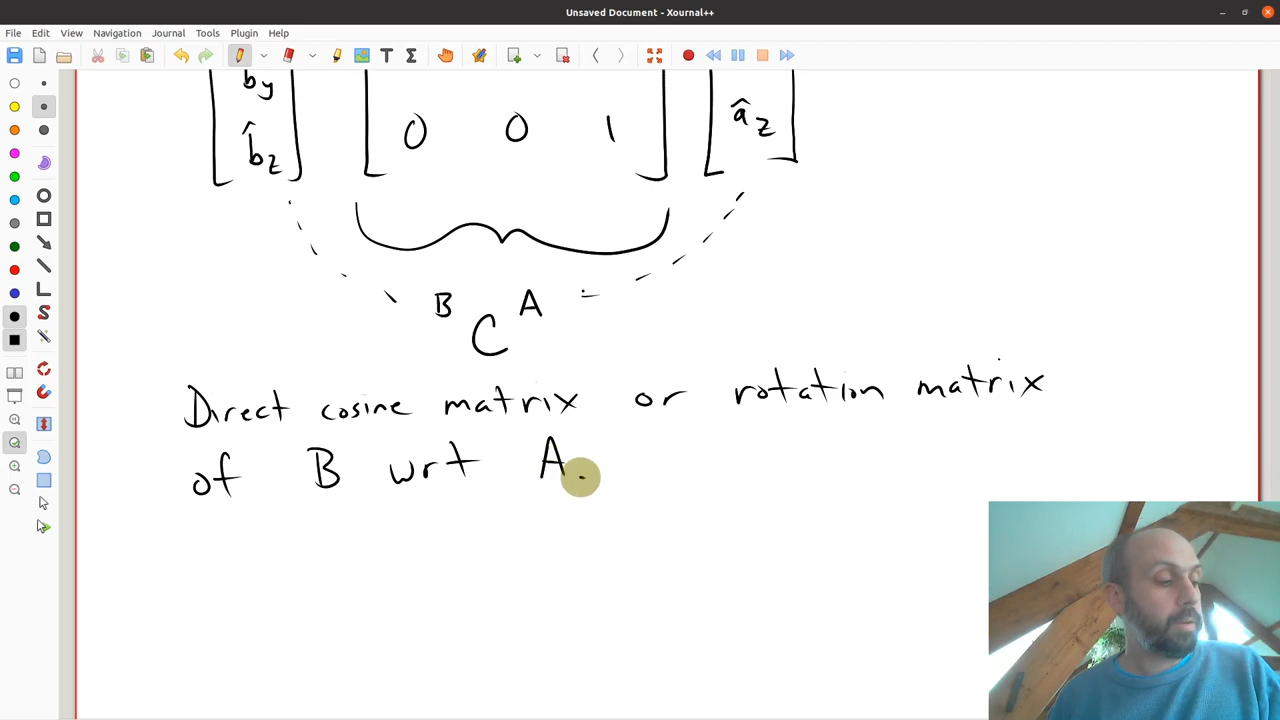 Unsaved Document - Xournal++
File Edit View Navigation Journal Tools Plugin Help
b̂y
b̂z
0 0 1
âz
B C A
Direct cosine matrix or rotation matrix
of B wrt A.